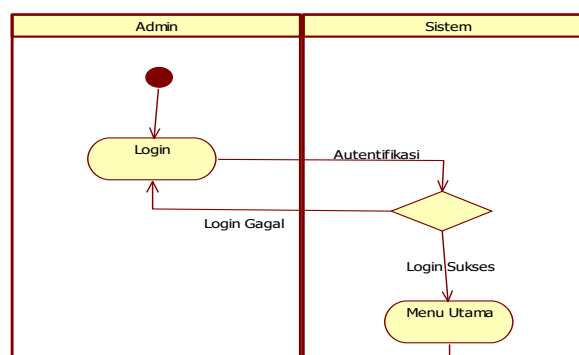 Admin
Sistem
Login
Autentifikasi
Login Gagal
Login Sukses
Menu Utama